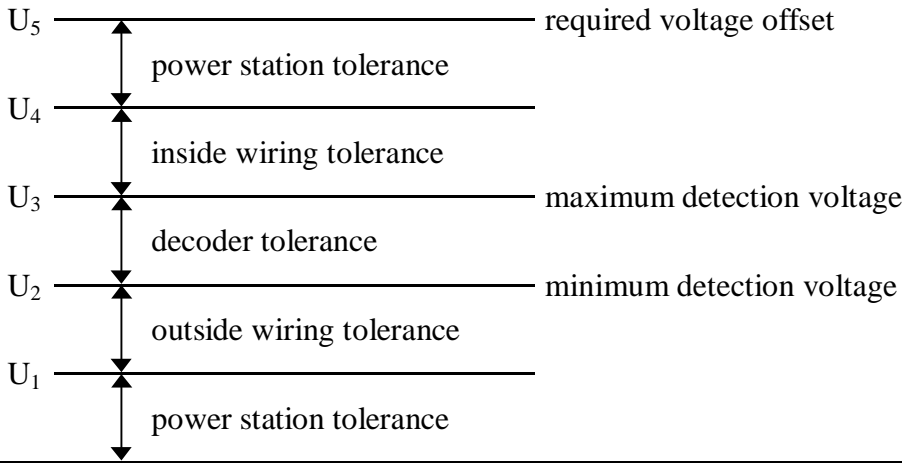 U₅ required voltage offset
power station tolerance
U₄
inside wiring tolerance
U₃ maximum detection voltage
decoder tolerance
U₂ minimum detection voltage
outside wiring tolerance
U₁
power station tolerance